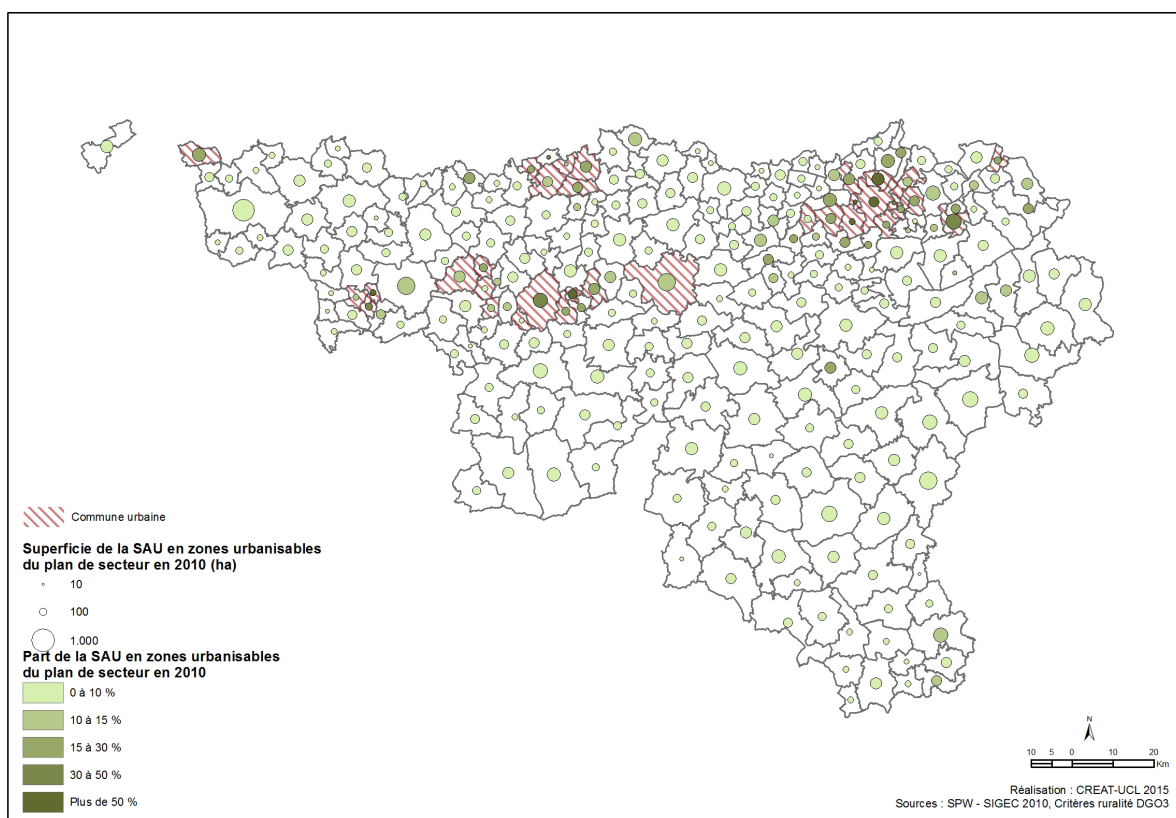 Commune urbaine
Superficie de la SAU en zones urbanisables
du plan de secteur en 2010 (ha)
10
100
1.000
Part de la SAU en zones urbanisables
du plan de secteur en 2010
0 à 10 %
10 à 15 %
15 à 30 %
30 à 50 %
Plus de 50 %
N
10 5 0 10 20
Km
Réalisation : CREAT-UCL 2015
Sources : SPW - SIGEC 2010, Critères ruralité DGO3